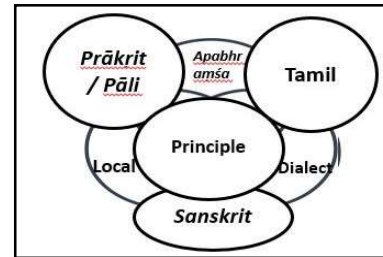 Prākrit
/ Pāli
Apabhr
aṃśa
Tamil
Principle
Local
Dialect
Sanskrit